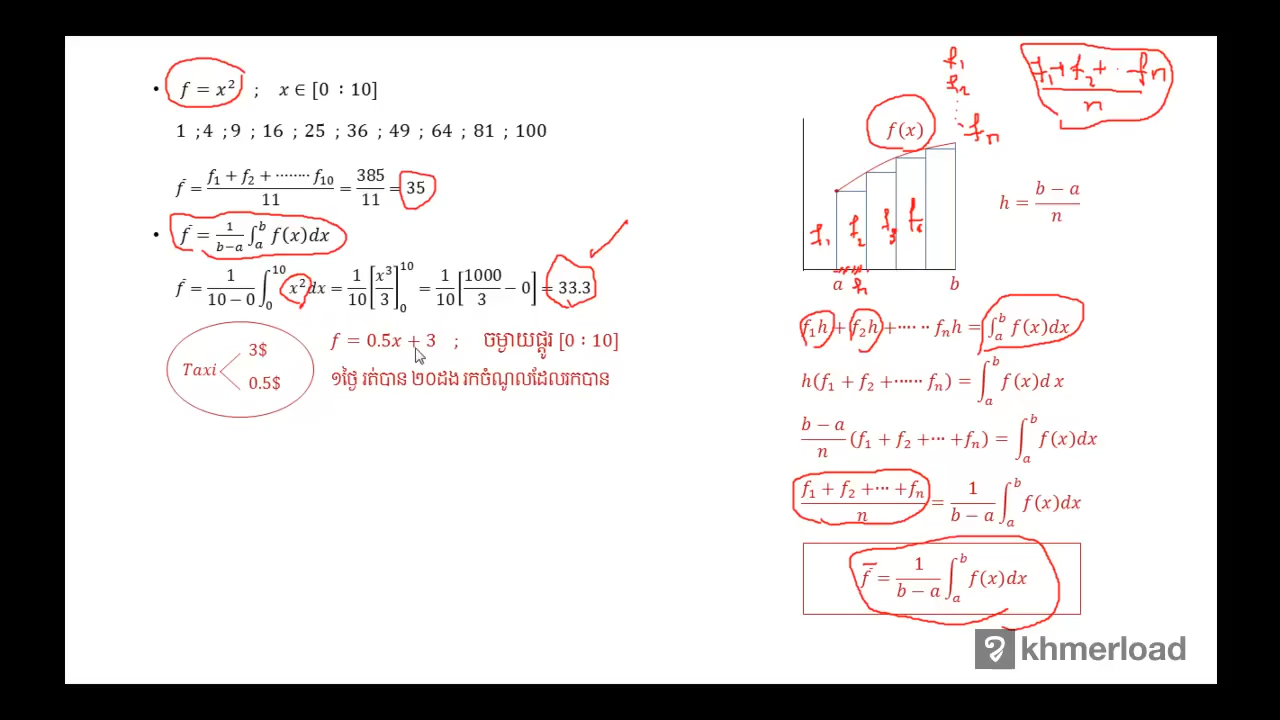 • f = x² ; x ∈ [0 : 10]
1 ; 4 ; 9 ; 16 ; 25 ; 36 ; 49 ; 64 ; 81 ; 100
f̄ = (f₁ + f₂ + ········ f₁₀)/11 = 385/11 = 35
• f̄ = 1/(b−a) ∫ₐᵇ f(x)dx
f̄ = 1/(10 − 0) ∫₀¹⁰ x² dx = 1/10 [x³/3]₀¹⁰ = 1/10 [1000/3 − 0] = 33.3
Taxi
3$
0.5$
f = 0.5x + 3 ; ចម្ងាយផ្លូវ [0 : 10]
១ថ្ងៃ រត់បាន ២០ដង រកចំណូលដែលរកបាន
f₁
f₂
fₙ
(f₁ + f₂ + ·· fₙ)/n
f(x)
f₁ f₂ f₃ f₄
a h b
h = (b − a)/n
f₁h + f₂h + ···· ·· fₙh = ∫ₐᵇ f(x)dx
h(f₁ + f₂ + ······ fₙ) = ∫ₐᵇ f(x)d x
(b − a)/n (f₁ + f₂ + ··· + fₙ) = ∫ₐᵇ f(x)dx
(f₁ + f₂ + ··· + fₙ)/n = 1/(b − a) ∫ₐᵇ f(x)dx
f̄ = 1/(b − a) ∫ₐᵇ f(x)dx
khmerload